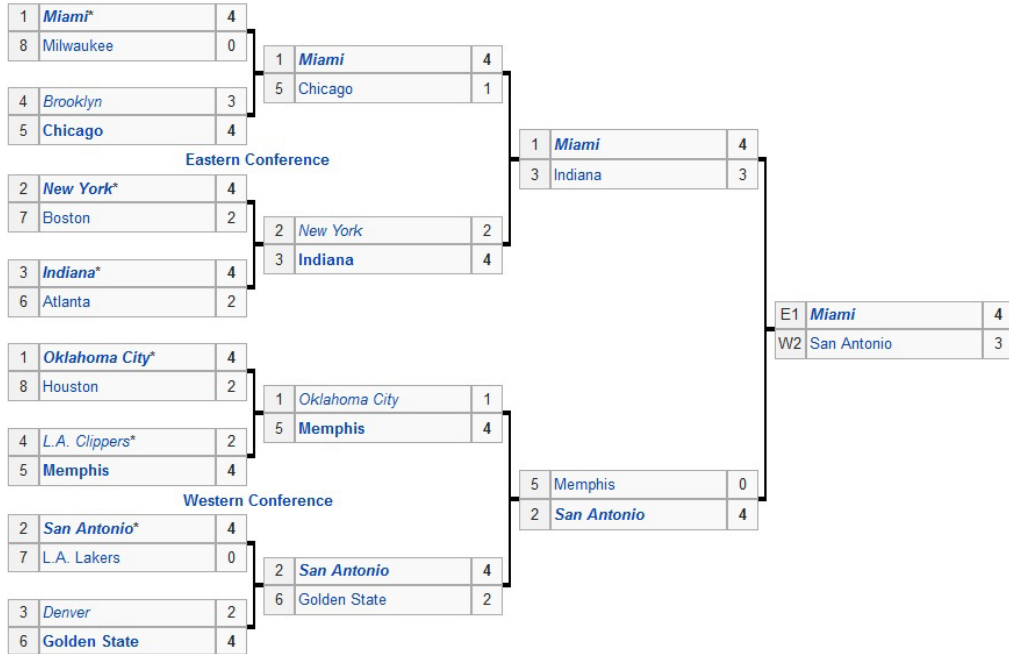 1 Miami* 4
8 Milwaukee 0
4 Brooklyn 3
5 Chicago 4
Eastern Conference
2 New York* 4
7 Boston 2
3 Indiana* 4
6 Atlanta 2
1 Oklahoma City* 4
8 Houston 2
4 L.A. Clippers* 2
5 Memphis 4
Western Conference
2 San Antonio* 4
7 L.A. Lakers 0
3 Denver 2
6 Golden State 4
1 Miami 4
5 Chicago 1
2 New York 2
3 Indiana 4
1 Oklahoma City 1
5 Memphis 4
2 San Antonio 4
6 Golden State 2
1 Miami 4
3 Indiana 3
5 Memphis 0
2 San Antonio 4
E1 Miami 4
W2 San Antonio 3